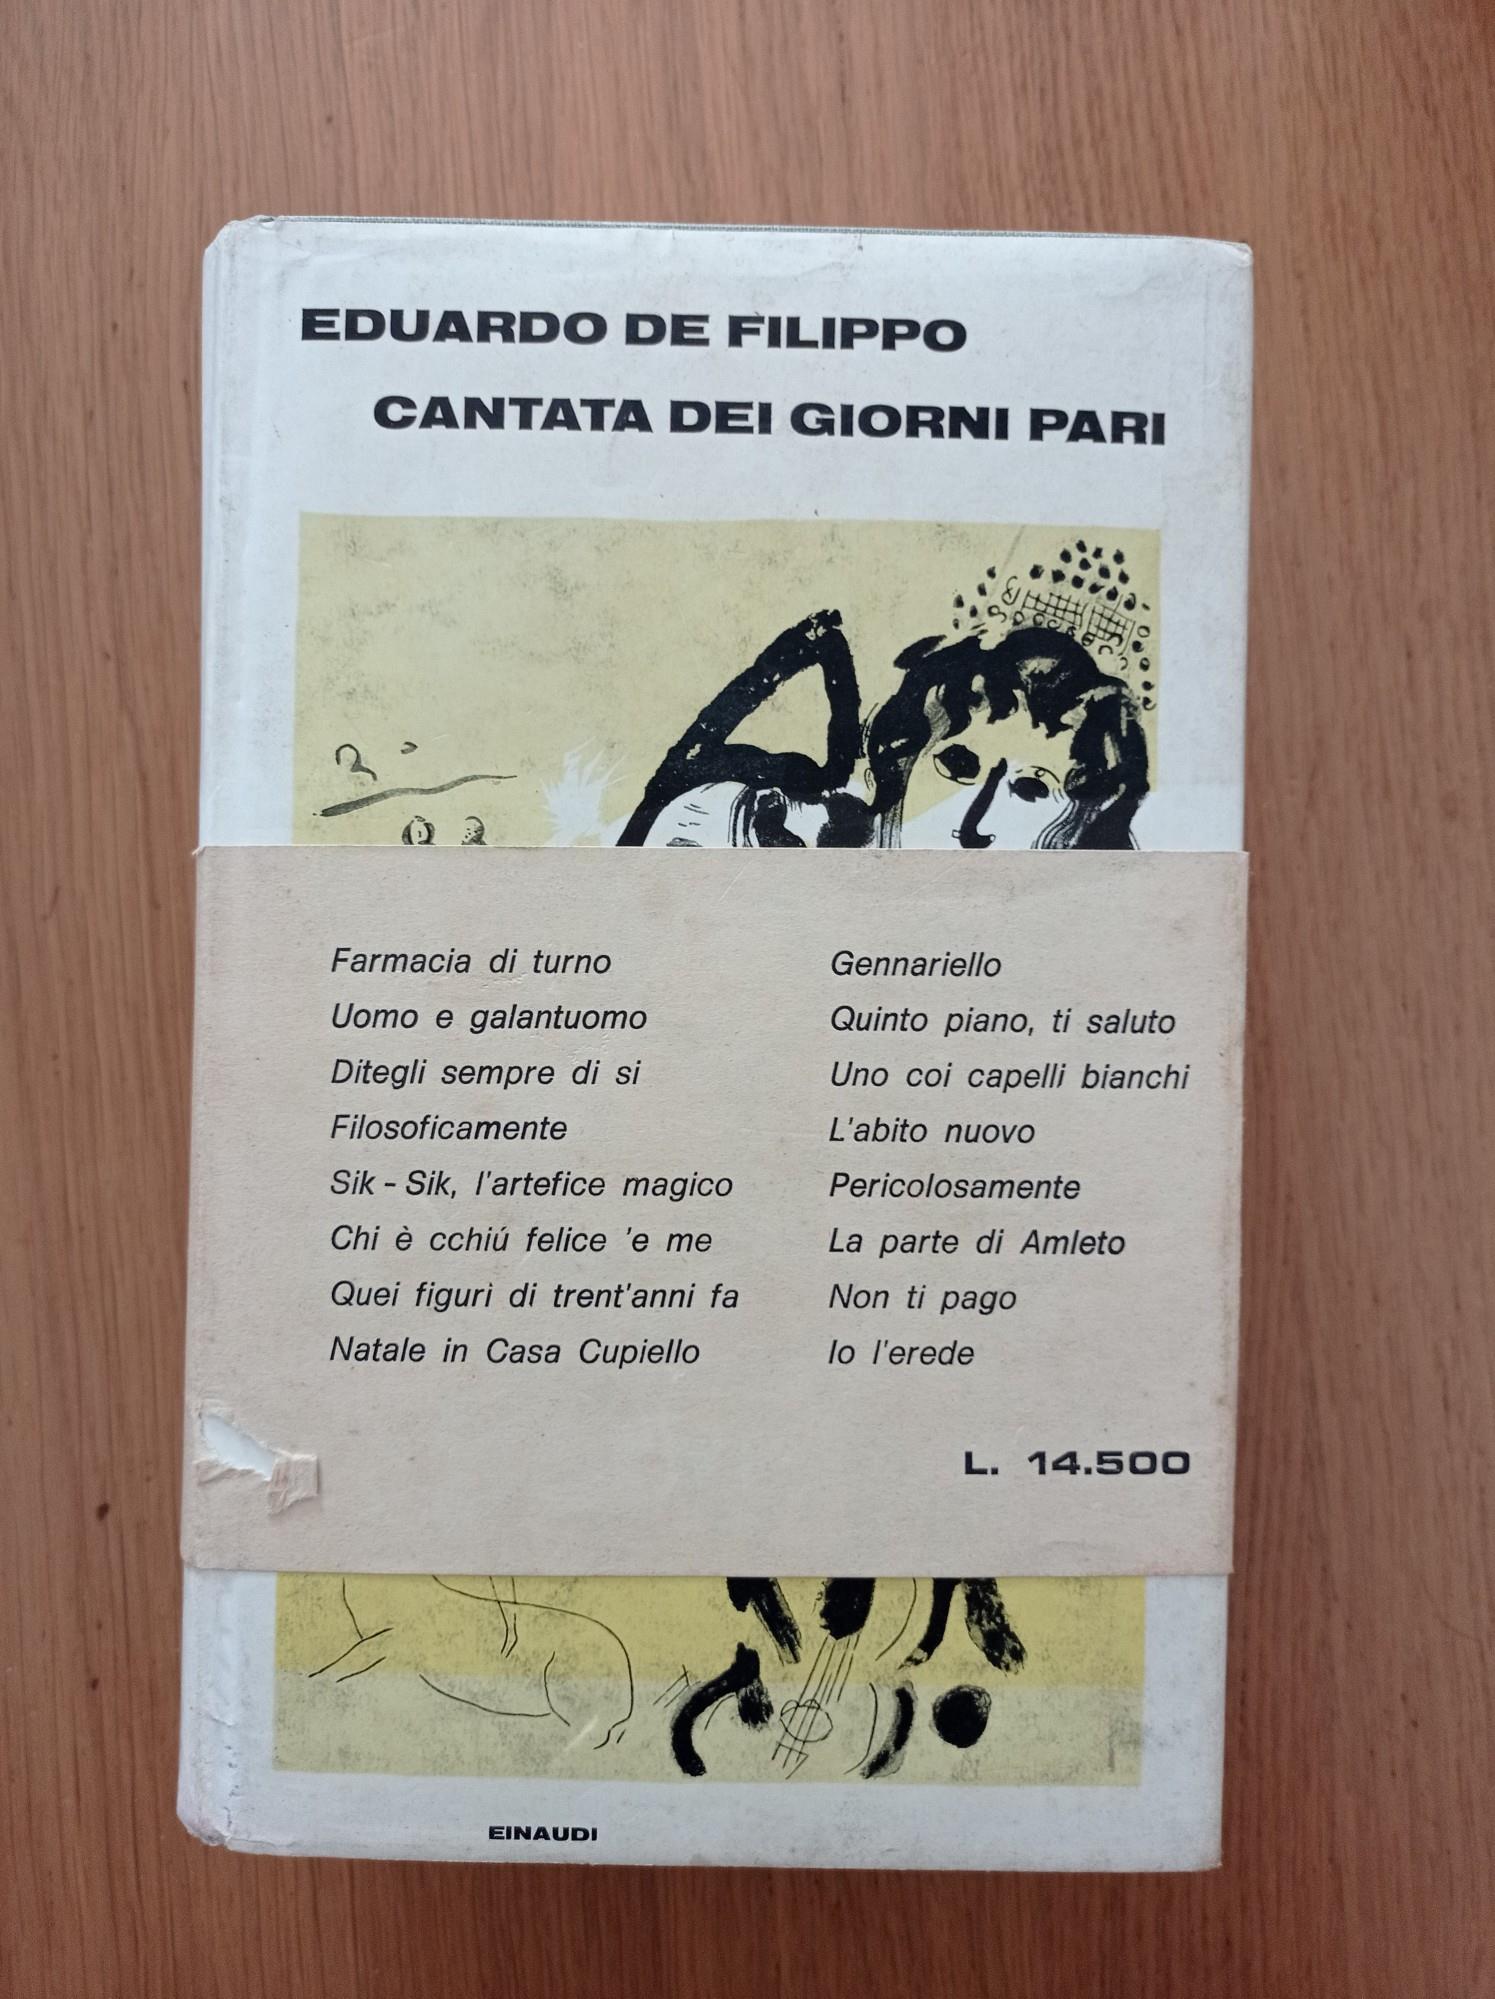 EDUARDO DE FILIPPO
CANTATA DEI GIORNI PARI
Farmacia di turno
Uomo e galantuomo
Ditegli sempre di si
Filosoficamente
Sik - Sik, l'artefice magico
Chi è cchiú felice 'e me
Quei figuri di trent'anni fa
Natale in Casa Cupiello
Gennariello
Quinto piano, ti saluto
Uno coi capelli bianchi
L'abito nuovo
Pericolosamente
La parte di Amleto
Non ti pago
Io l'erede
L. 14.500
EINAUDI